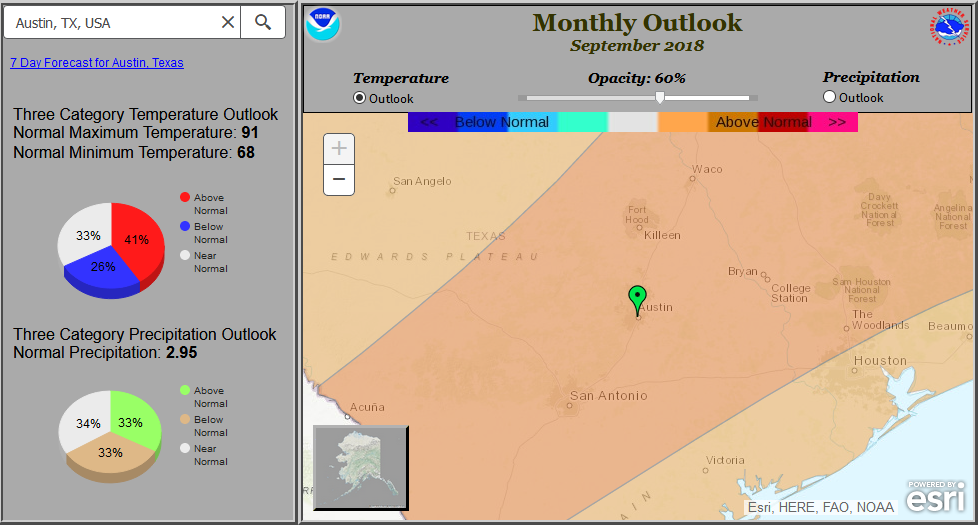 Austin, TX, USA
7 Day Forecast for Austin, Texas
Three Category Temperature Outlook
Normal Maximum Temperature: 91
Normal Minimum Temperature: 68
Above
Normal
Below
Normal
Near
Normal
33%
41%
26%
Three Category Precipitation Outlook
Normal Precipitation: 2.95
Above
Normal
Below
Normal
Near
Normal
34%
33%
33%
NOAA
Monthly Outlook
September 2018
Temperature
Outlook
Opacity: 60%
Precipitation
Outlook
<< Below Normal Above Normal >>
+
−
San Angelo
Waco
Fort
Hood
Killeen
TEXAS
EDWARDS PLATEAU
Davy
Crockett
National
Forest
Angelina
National
Forest
Bryan
College
Station
Sam Houston
National
Forest
Austin
The
Woodlands
Beaumo
Houston
San Antonio
Acuña
Victoria
Esri, HERE, FAO, NOAA
POWERED BY
esri